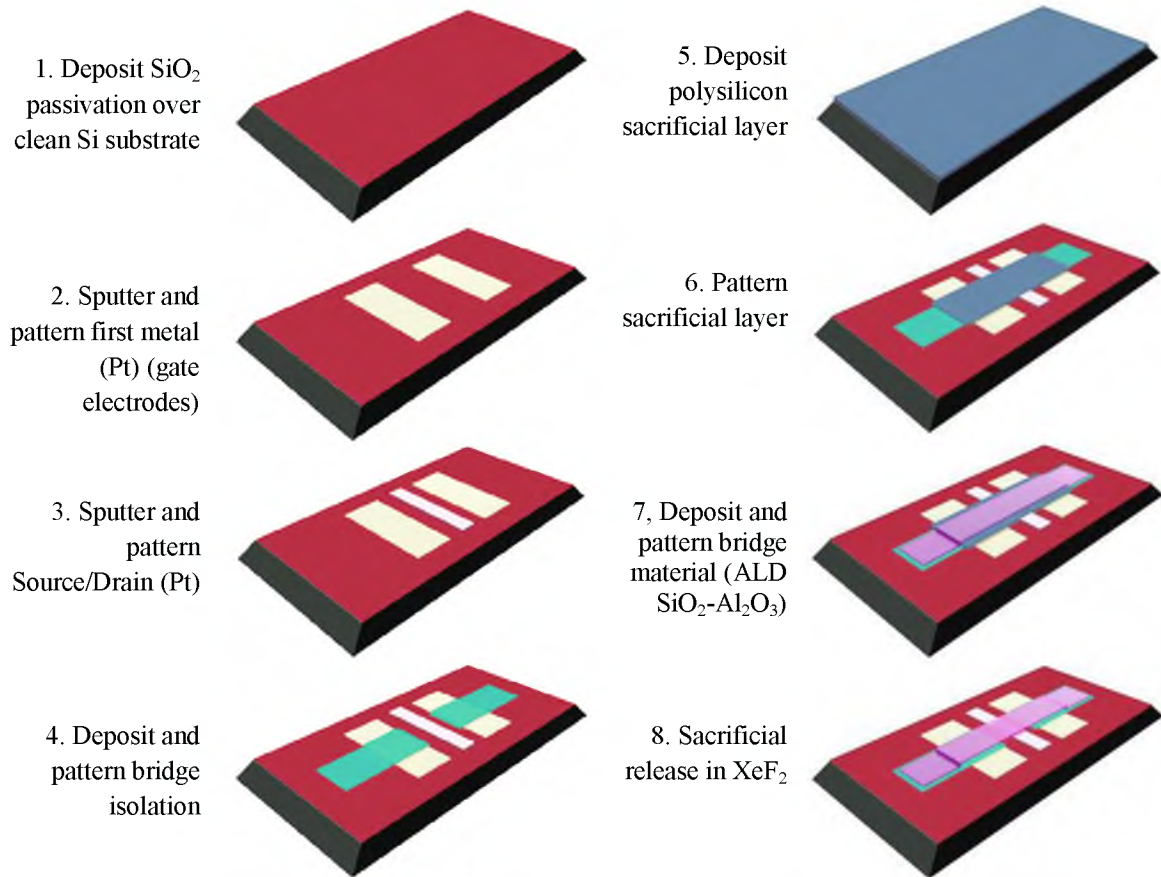 1. Deposit SiO₂
passivation over
clean Si substrate
2. Sputter and
pattern first metal
(Pt) (gate
electrodes)
3. Sputter and
pattern
Source/Drain (Pt)
4. Deposit and
pattern bridge
isolation
5. Deposit
polysilicon
sacrificial layer
6. Pattern
sacrificial layer
7, Deposit and
pattern bridge
material (ALD
SiO₂-Al₂O₃)
8. Sacrificial
release in XeF₂